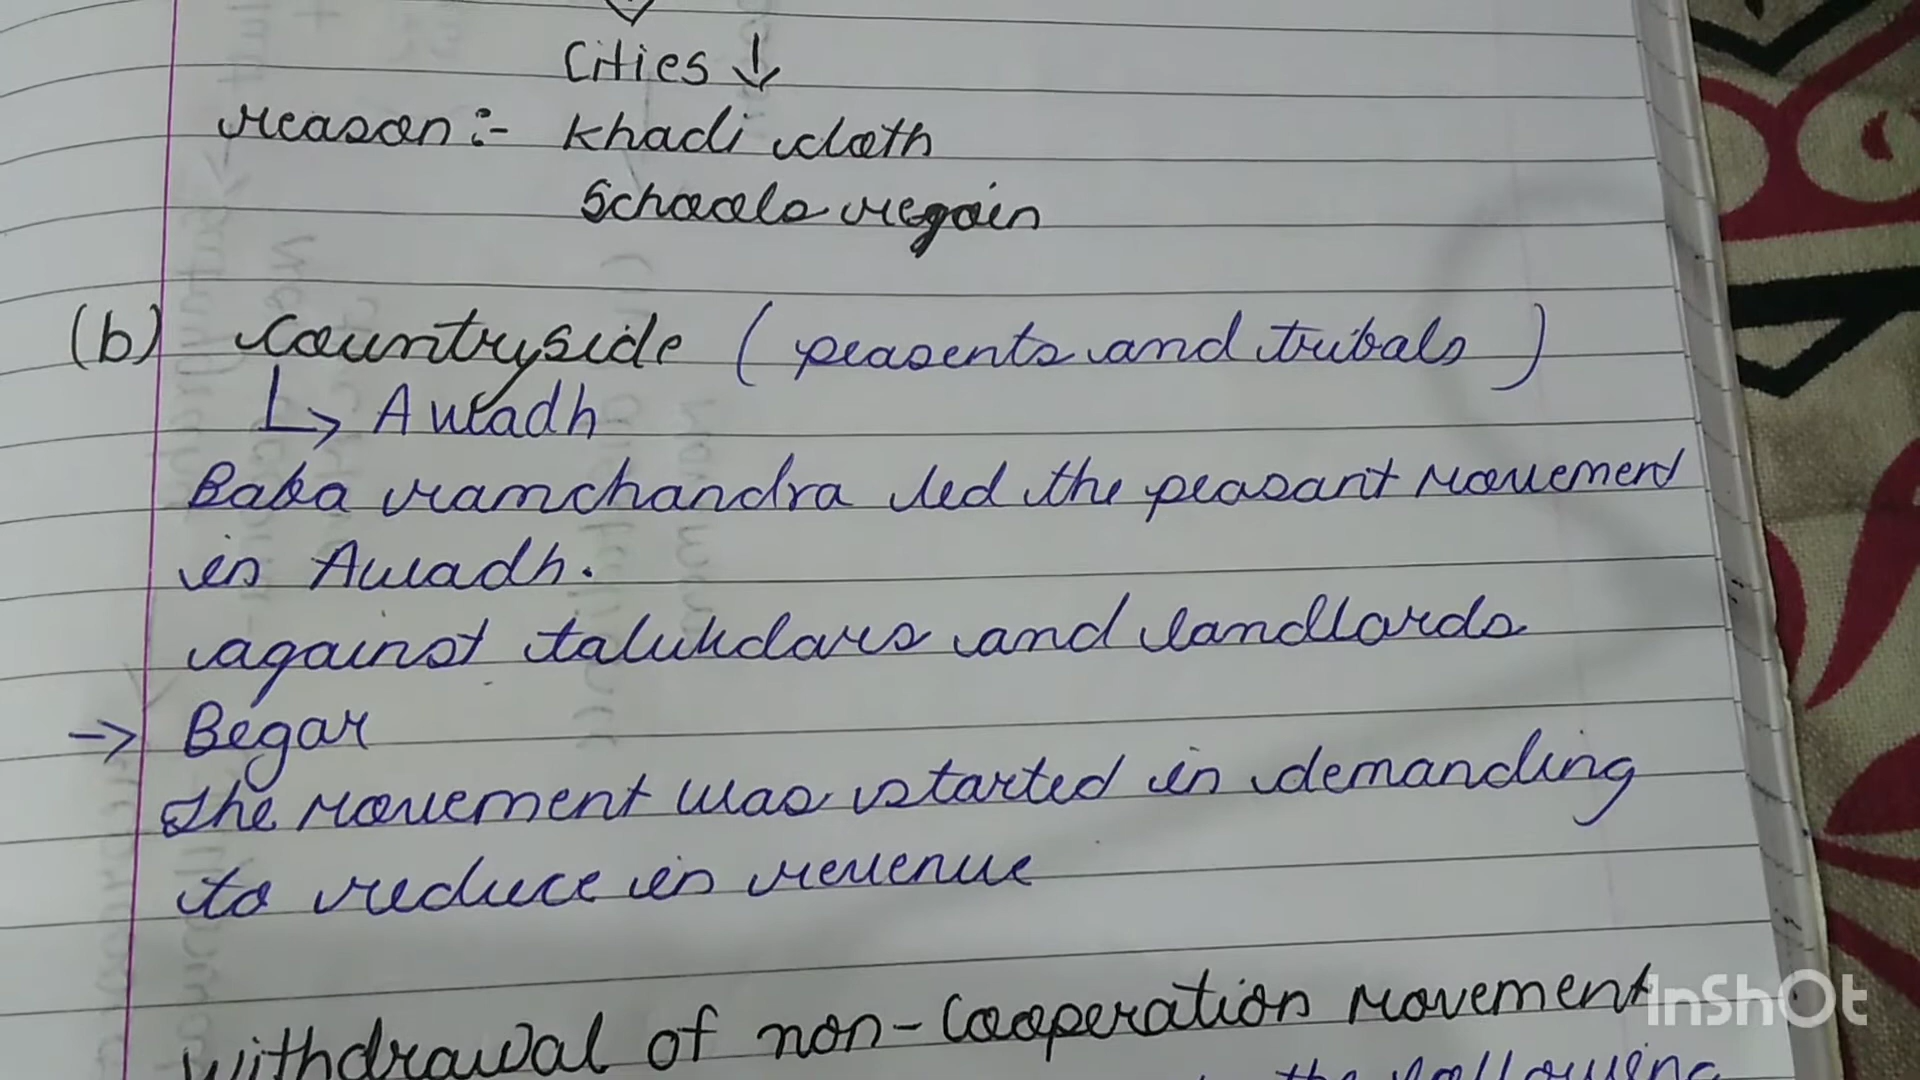 Cities ↓
reason :- Khadi cloth
Schools regain
(b) Countryside ( peasents and tribals )
↳ Awadh
Baba ramchandra led the peasant movement
in Awadh.
against talukdars and landlords
→ Begar
The movement was started in demanding
to reduce in revenue
withdrawal of non-Cooperation movement
the following
InShOt